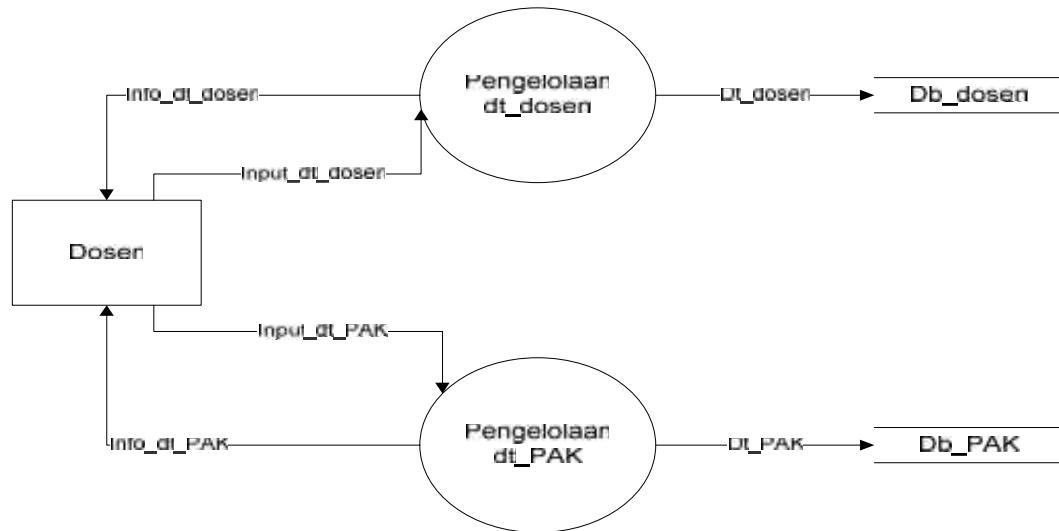 Pengelolaan
dt_dosen
Info_dt_dosen
Dt_dosen
Db_dosen
Input_dt_dosen
Dosen
Input_dt_PAK
Pengelolaan
dt_PAK
Info_dt_PAK
Dt_PAK
Db_PAK